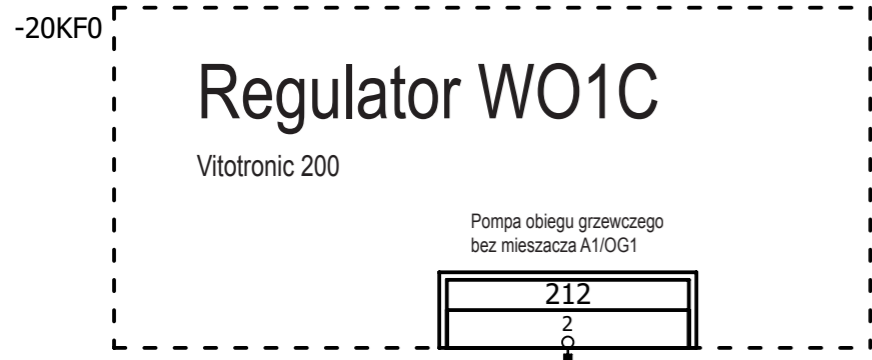 -20KF0
Regulator WO1C
Vitotronic 200
Pompa obiegu grzewczego
bez mieszacza A1/OG1
212
2